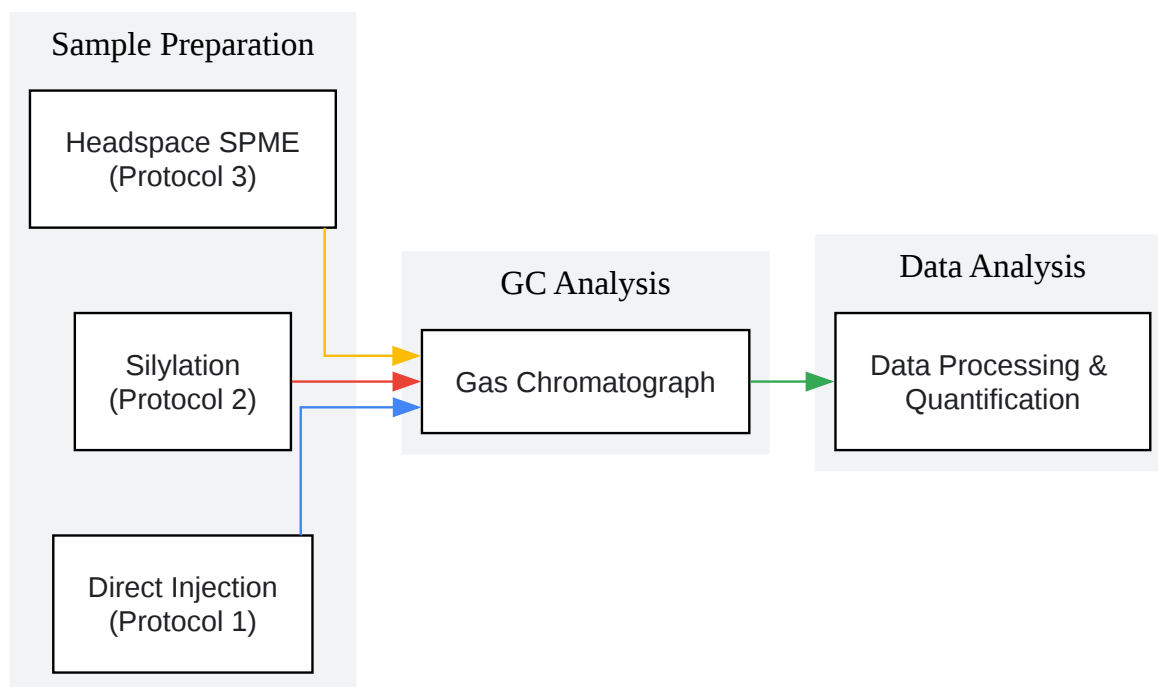 Sample Preparation
Headspace SPME
(Protocol 3)
Silylation
(Protocol 2)
Direct Injection
(Protocol 1)
GC Analysis
Gas Chromatograph
Data Analysis
Data Processing &
Quantification